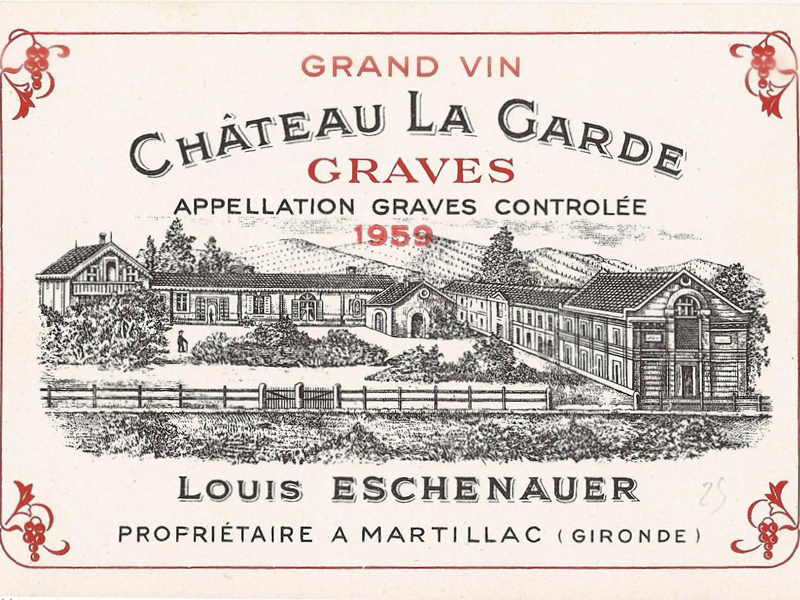 GRAND VIN
CHÂTEAU LA GARDE
GRAVES
APPELLATION GRAVES CONTROLÉE
1959
LOUIS ESCHENAUER
25
PROPRIÉTAIRE A MARTILLAC (GIRONDE)